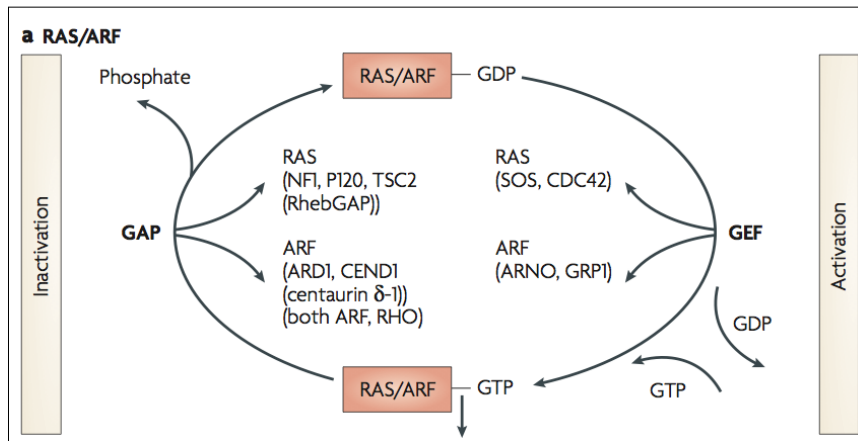 a RAS/ARF
Phosphate
RAS/ARF
GDP
RAS
(NF1, P120, TSC2
(RhebGAP))
RAS
(SOS, CDC42)
Inactivation
GAP
GEF
Activation
ARF
(ARD1, CEND1
(centaurin δ-1))
(both ARF, RHO)
ARF
(ARNO, GRP1)
GDP
RAS/ARF
GTP
GTP